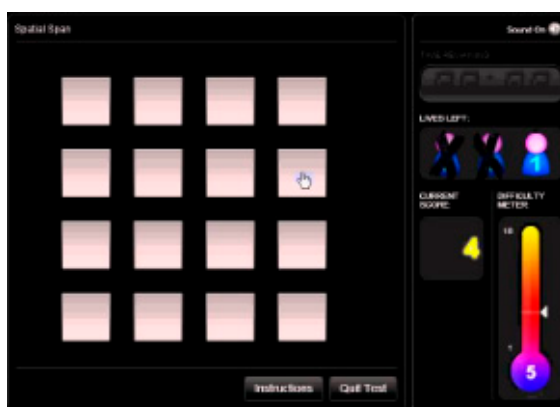 Spatial Span
Sound On
LIVES LEFT:
1
CURRENT
SCORE:
4
DIFFICULTY
METER
10
1
5
Instructions
Quit Test